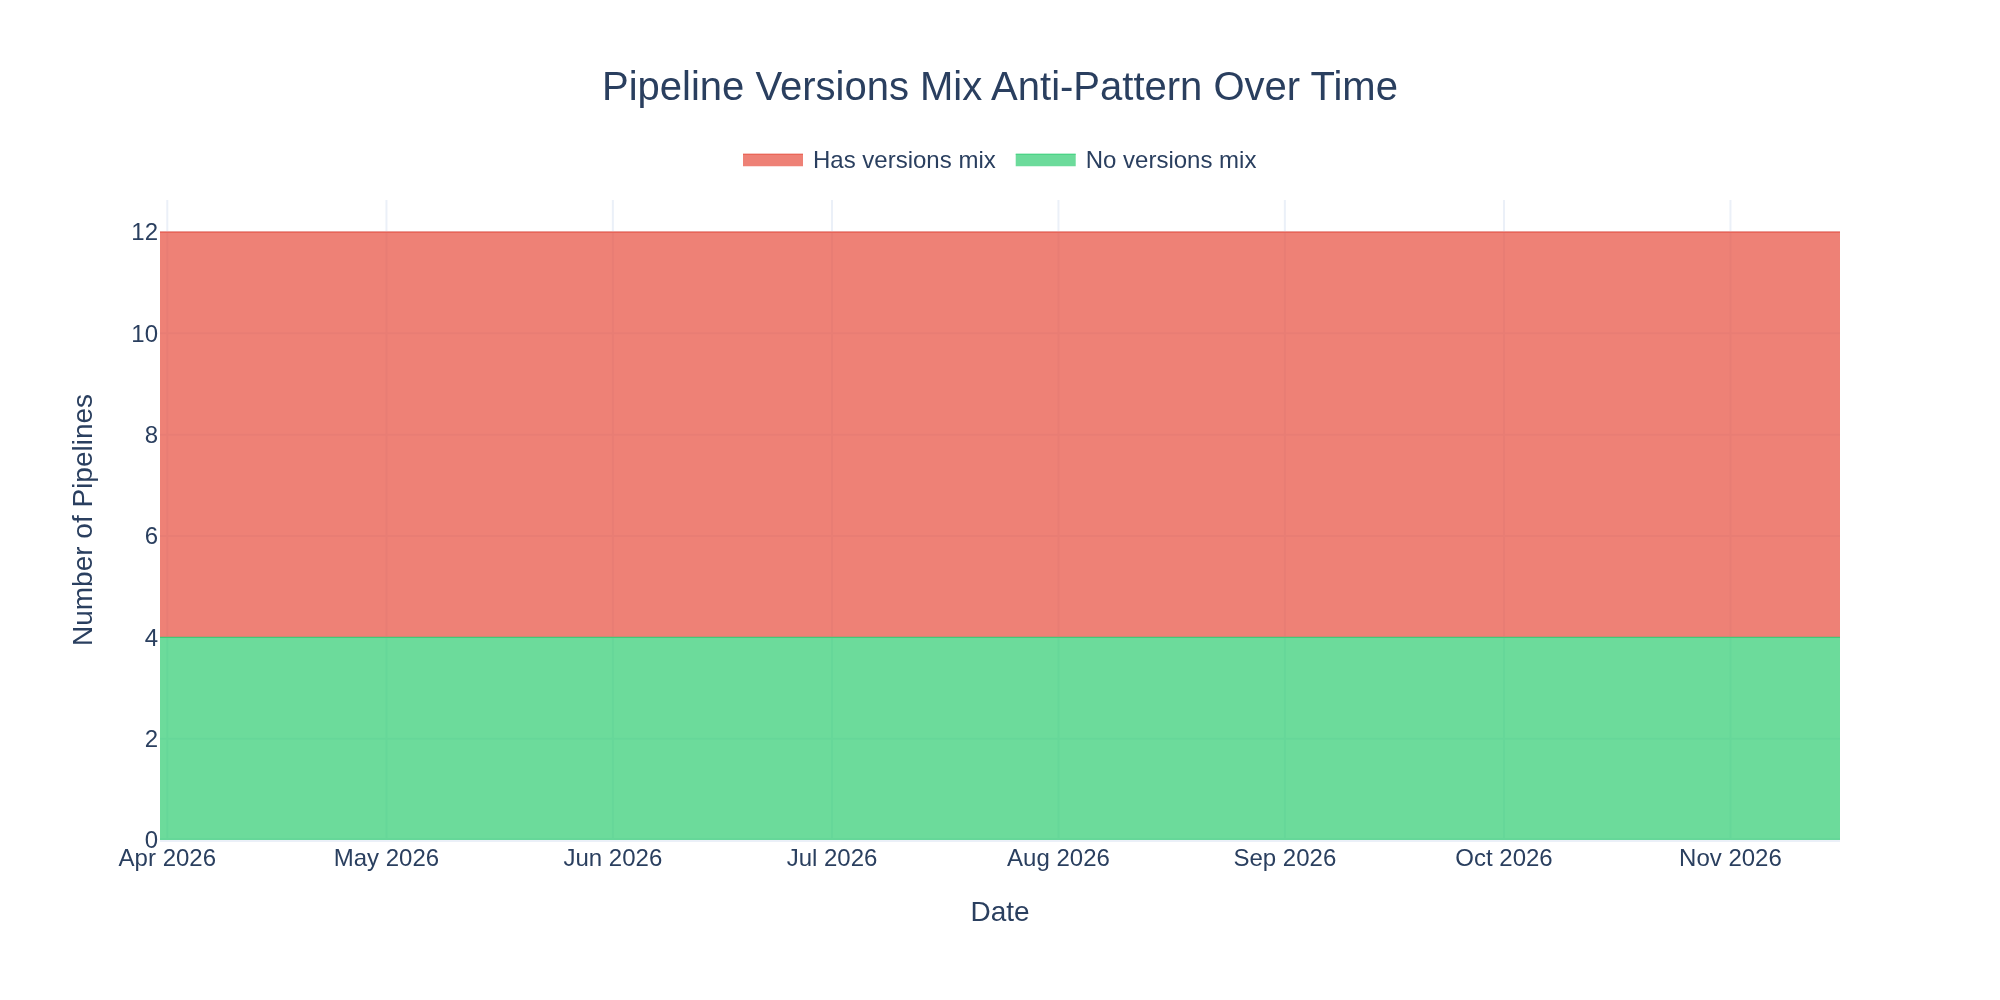 Pipeline Versions Mix Anti-Pattern Over Time
Has versions mix No versions mix
12
10
8
6
4
2
0
Number of Pipelines
Apr 2026 May 2026 Jun 2026 Jul 2026 Aug 2026 Sep 2026 Oct 2026 Nov 2026
Date